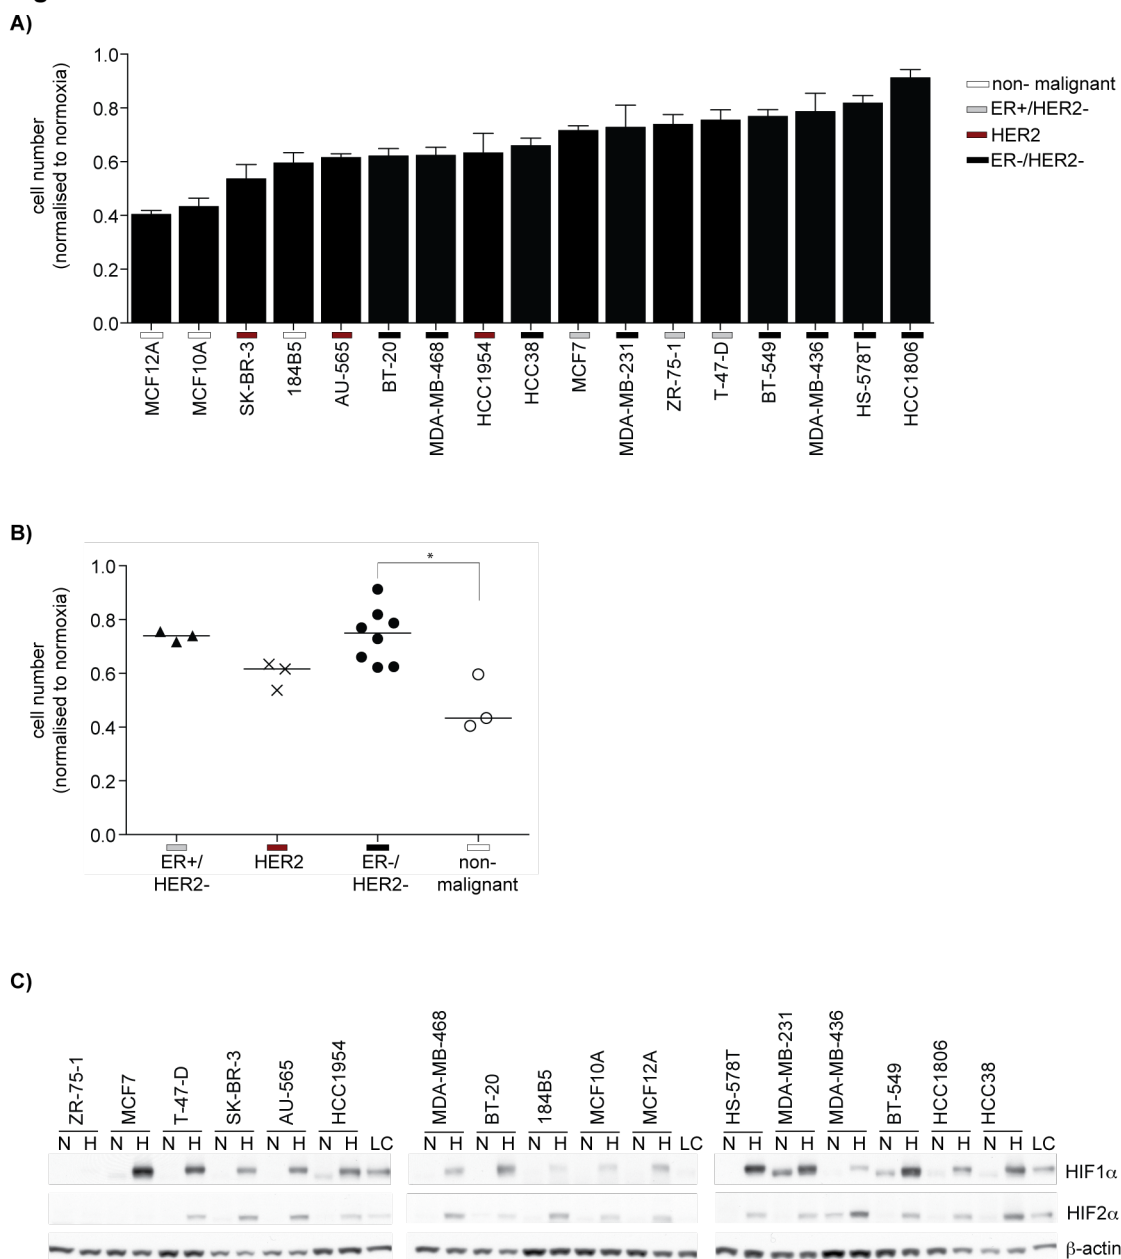 A)
1.0
0.8
0.6
0.4
0.2
0.0
cell number
(normalised to normoxia)
non- malignant
ER+/HER2-
HER2
ER-/HER2-
MCF12A
MCF10A
SK-BR-3
184B5
AU-565
BT-20
MDA-MB-468
HCC1954
HCC38
MCF7
MDA-MB-231
ZR-75-1
T-47-D
BT-549
MDA-MB-436
HS-578T
HCC1806
B)
*
1.0
0.8
0.6
0.4
0.2
0.0
cell number
(normalised to normoxia)
ER+/
HER2-
HER2
ER-/
HER2-
non-
malignant
C)
ZR-75-1
MCF7
T-47-D
SK-BR-3
AU-565
HCC1954
N H N H N H N H N H N H LC
MDA-MB-468
BT-20
184B5
MCF10A
MCF12A
N H N H N H N H N H LC
HS-578T
MDA-MB-231
MDA-MB-436
BT-549
HCC1806
HCC38
N H N H N H N H N H N H LC
HIF1α
HIF2α
β-actin